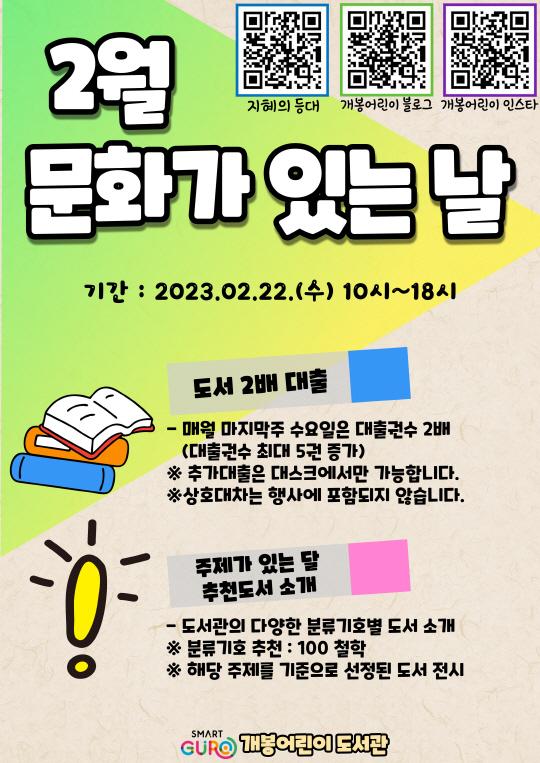 지혜의 등대
개봉어린이 블로그
개봉어린이 인스타
2월
문화가 있는 날
기간 : 2023.02.22.(수) 10시~18시
도서 2배 대출
- 매월 마지막주 수요일은 대출권수 2배
(대출권수 최대 5권 증가)
※ 추가대출은 대스크에서만 가능합니다.
※상호대차는 행사에 포함되지 않습니다.
주제가 있는 달
추천도서 소개
- 도서관의 다양한 분류기호별 도서 소개
※ 분류기호 추천 : 100 철학
※ 해당 주제를 기준으로 선정된 도서 전시
SMART
GURO 개봉어린이 도서관